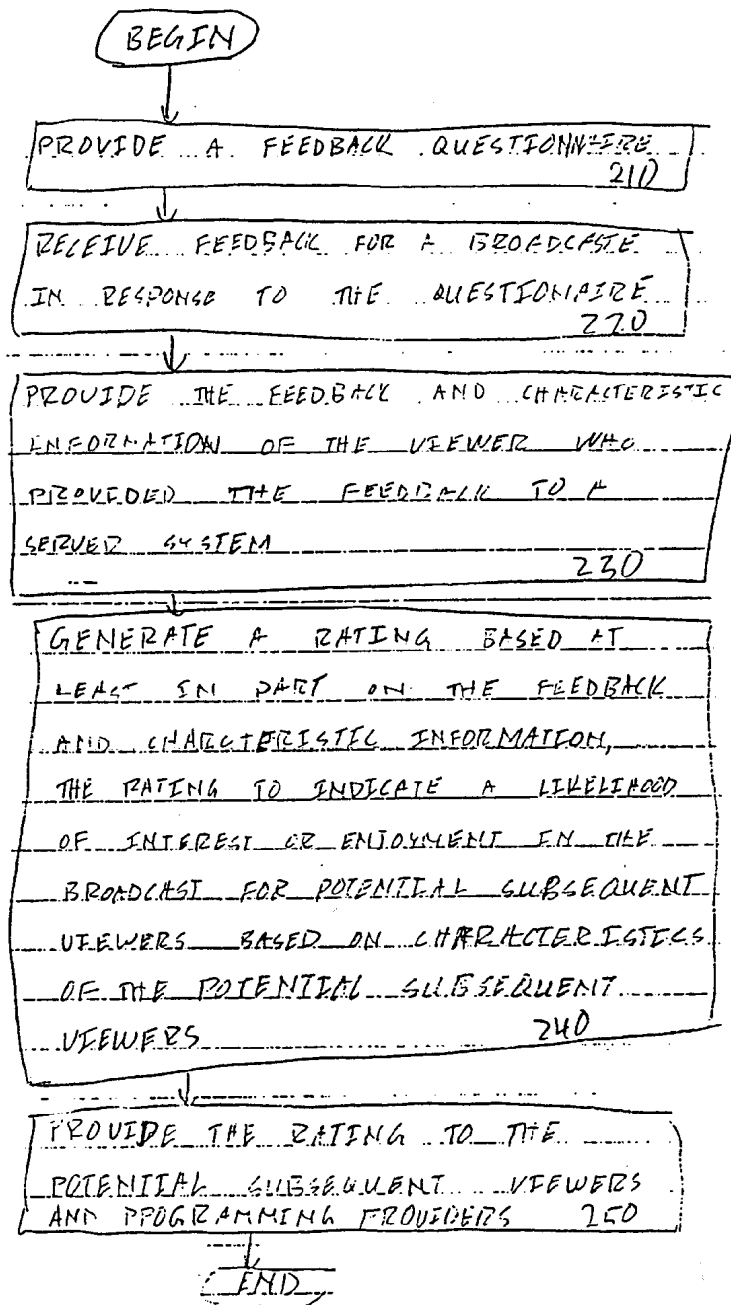 BEGIN
PROVIDE A FEEDBACK QUESTIONNAIRE
210
RECEIVE FEEDBACK FOR A BROADCASTE
IN RESPONSE TO THE QUESTIONAIRE
220
PROVIDE THE FEEDBACK AND CHARACTERISTIC
INFORMATION OF THE VIEWER WHO
PROVIDED THE FEEDBACK TO A
SERVER SYSTEM
230
GENERATE A RATING BASED AT
LEAST IN PART ON THE FEEDBACK
AND CHARCTERISTIC INFORMATION,
THE RATING TO INDICATE A LIKELIHOOD
OF INTEREST OR ENJOYMENT IN THE
BROADCAST FOR POTENTIAL SUBSEQUENT
VIEWERS BASED ON CHARACTERISTICS
OF THE POTENTIAL SUBSEQUENT
VIEWERS 240
PROVIDE THE RATING TO THE
POTENTIAL SUBSEQUENT VIEWERS
AND PROGRAMMING PROVIDERS 250
END